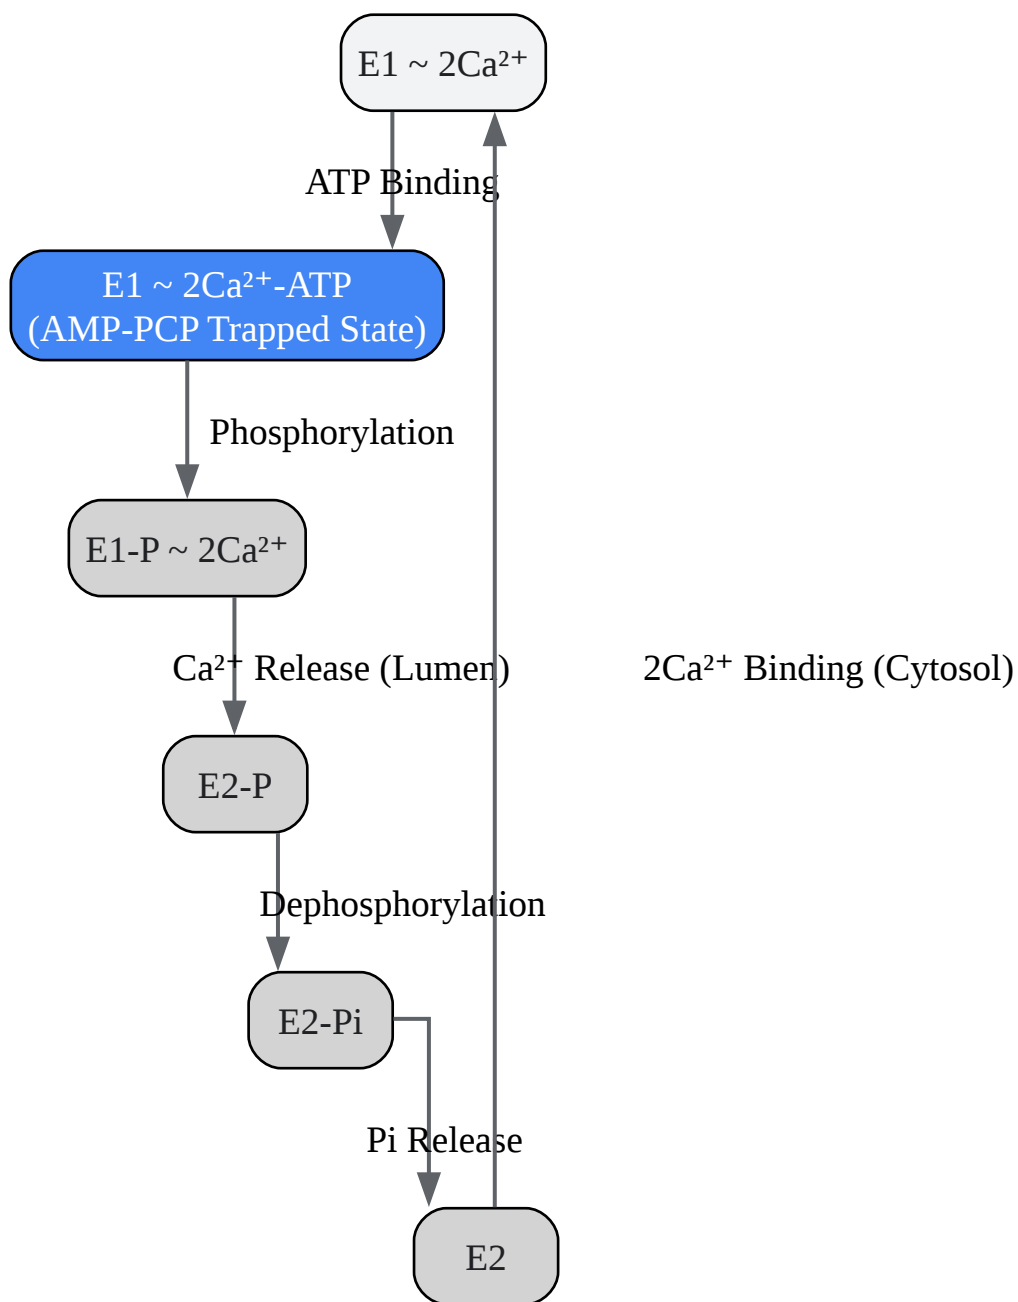 E1 ~ 2Ca²⁺
ATP Binding
E1 ~ 2Ca²⁺-ATP
(AMP-PCP Trapped State)
Phosphorylation
E1-P ~ 2Ca²⁺
Ca²⁺ Release (Lumen)
2Ca²⁺ Binding (Cytosol)
E2-P
Dephosphorylation
E2-Pi
Pi Release
E2